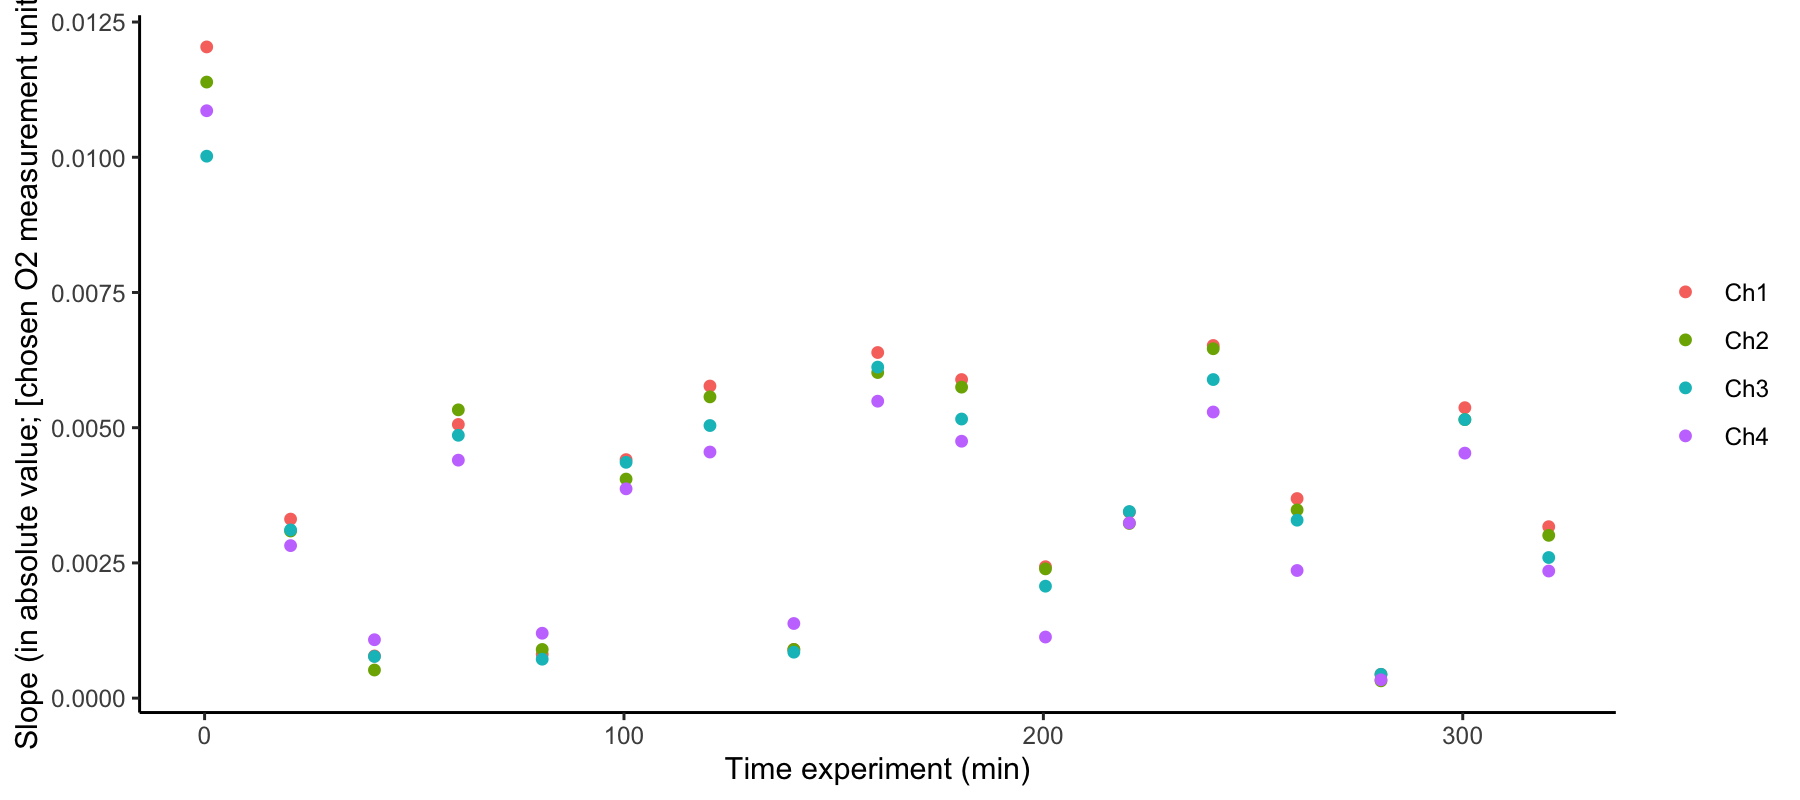 Slope (in absolute value; [chosen O2 measurement unit
0.0125
0.0100
0.0075
0.0050
0.0025
0.0000
0 100 200 300
Time experiment (min)
Ch1
Ch2
Ch3
Ch4